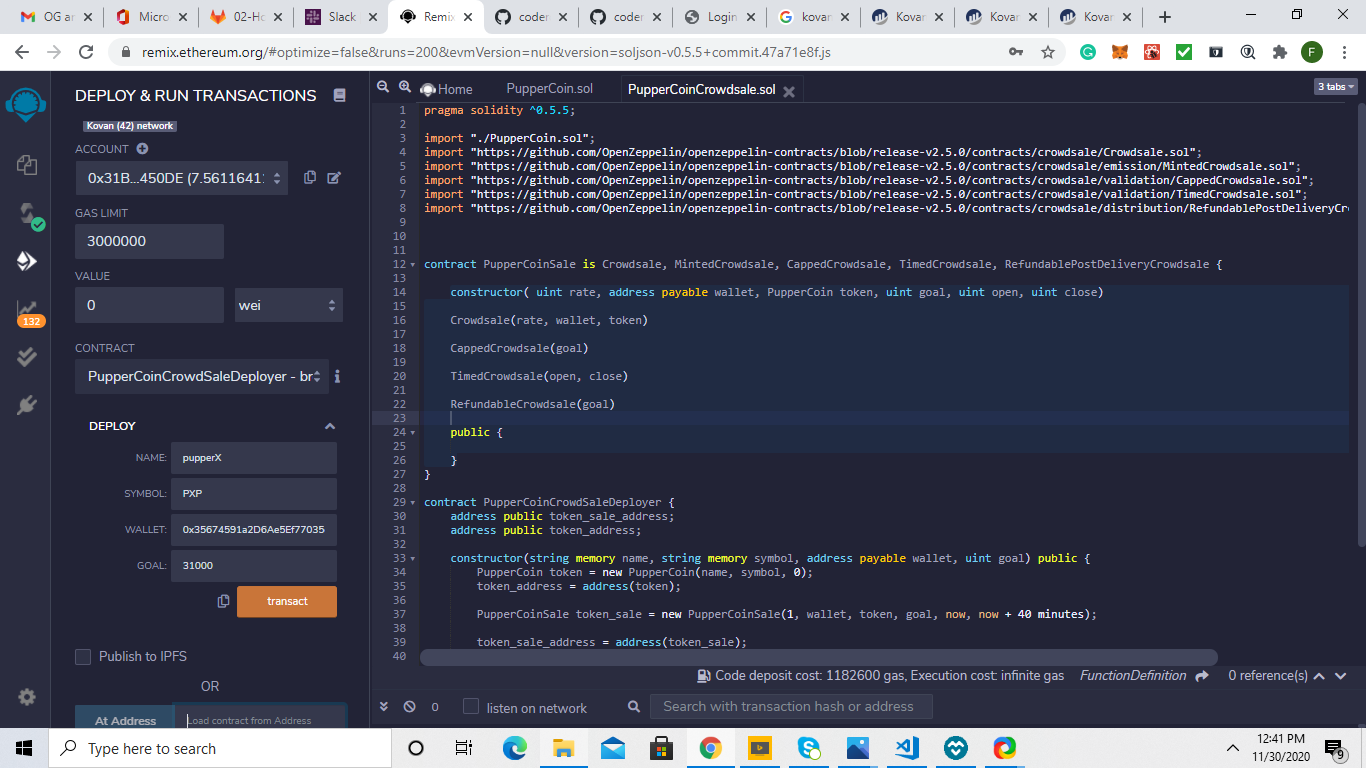 OG ar
Micro
02-Ho
Slack
Remix
coder
coder
Login
kovan
Kovan
Kovan
Kovan
remix.ethereum.org/#optimize=false&runs=200&evmVersion=null&version=soljson-v0.5.5+commit.47a71e8f.js
F
DEPLOY & RUN TRANSACTIONS
Kovan (42) network
ACCOUNT
0x31B...450DE (7.5611641
GAS LIMIT
3000000
VALUE
0
wei
CONTRACT
PupperCoinCrowdSaleDeployer - br
DEPLOY
NAME: pupperX
SYMBOL: PXP
WALLET: 0x35674591a2D6Ae5Ef77035
GOAL: 31000
transact
Publish to IPFS
OR
At Address
Load contract from Address
132
Home
PupperCoin.sol
PupperCoinCrowdsale.sol
3 tabs
1 pragma solidity ^0.5.5;
2
3 import "./PupperCoin.sol";
4 import "https://github.com/OpenZeppelin/openzeppelin-contracts/blob/release-v2.5.0/contracts/crowdsale/Crowdsale.sol";
5 import "https://github.com/OpenZeppelin/openzeppelin-contracts/blob/release-v2.5.0/contracts/crowdsale/emission/MintedCrowdsale.sol";
6 import "https://github.com/OpenZeppelin/openzeppelin-contracts/blob/release-v2.5.0/contracts/crowdsale/validation/CappedCrowdsale.sol";
7 import "https://github.com/OpenZeppelin/openzeppelin-contracts/blob/release-v2.5.0/contracts/crowdsale/validation/TimedCrowdsale.sol";
8 import "https://github.com/OpenZeppelin/openzeppelin-contracts/blob/release-v2.5.0/contracts/crowdsale/distribution/RefundablePostDeliveryCr
9
10
11
12 contract PupperCoinSale is Crowdsale, MintedCrowdsale, CappedCrowdsale, TimedCrowdsale, RefundablePostDeliveryCrowdsale {
13
14 constructor( uint rate, address payable wallet, PupperCoin token, uint goal, uint open, uint close)
15
16 Crowdsale(rate, wallet, token)
17
18 CappedCrowdsale(goal)
19
20 TimedCrowdsale(open, close)
21
22 RefundableCrowdsale(goal)
23
24 public {
25
26 }
27 }
28
29 contract PupperCoinCrowdSaleDeployer {
30 address public token_sale_address;
31 address public token_address;
32
33 constructor(string memory name, string memory symbol, address payable wallet, uint goal) public {
34 PupperCoin token = new PupperCoin(name, symbol, 0);
35 token_address = address(token);
36
37 PupperCoinSale token_sale = new PupperCoinSale(1, wallet, token, goal, now, now + 40 minutes);
38
39 token_sale_address = address(token_sale);
40
Code deposit cost: 1182600 gas, Execution cost: infinite gas
FunctionDefinition
0 reference(s)
0
listen on network
Search with transaction hash or address
Type here to search
12:41 PM
11/30/2020
9